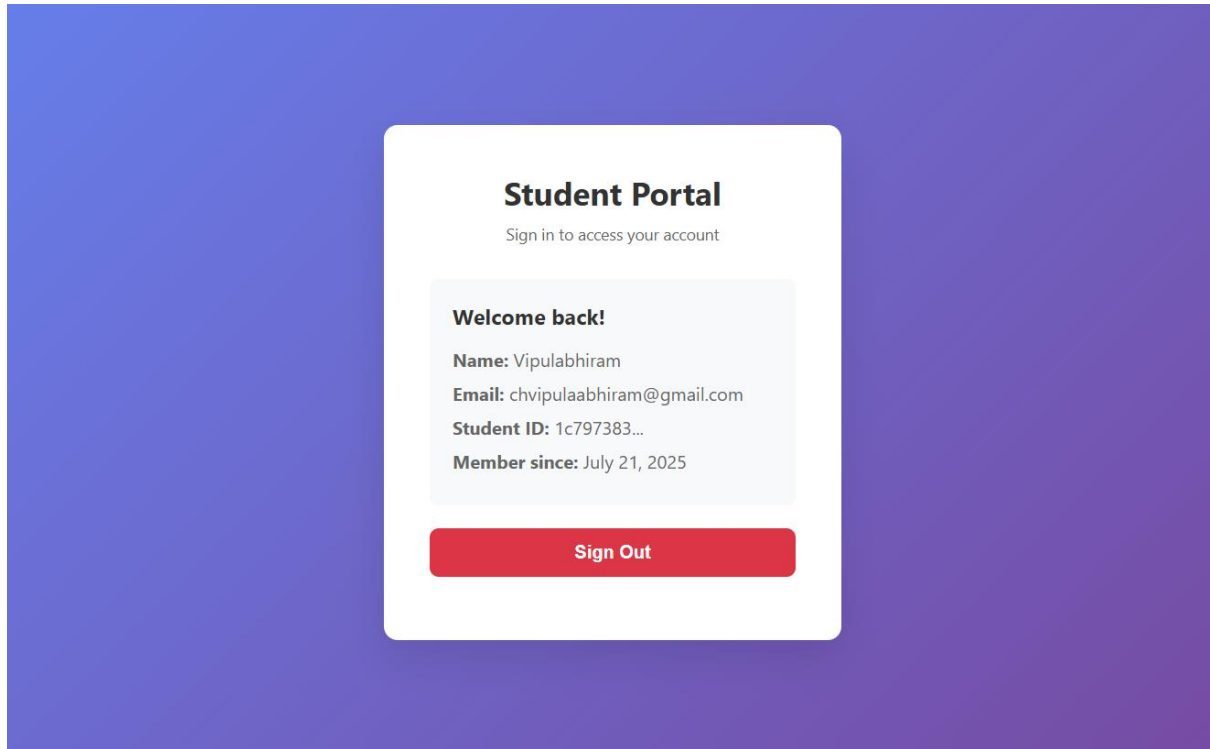 Student Portal
Sign in to access your account
Welcome back!
Name: Vipulabhiram
Email: chvipulaabhiram@gmail.com
Student ID: 1c797383...
Member since: July 21, 2025
Sign Out